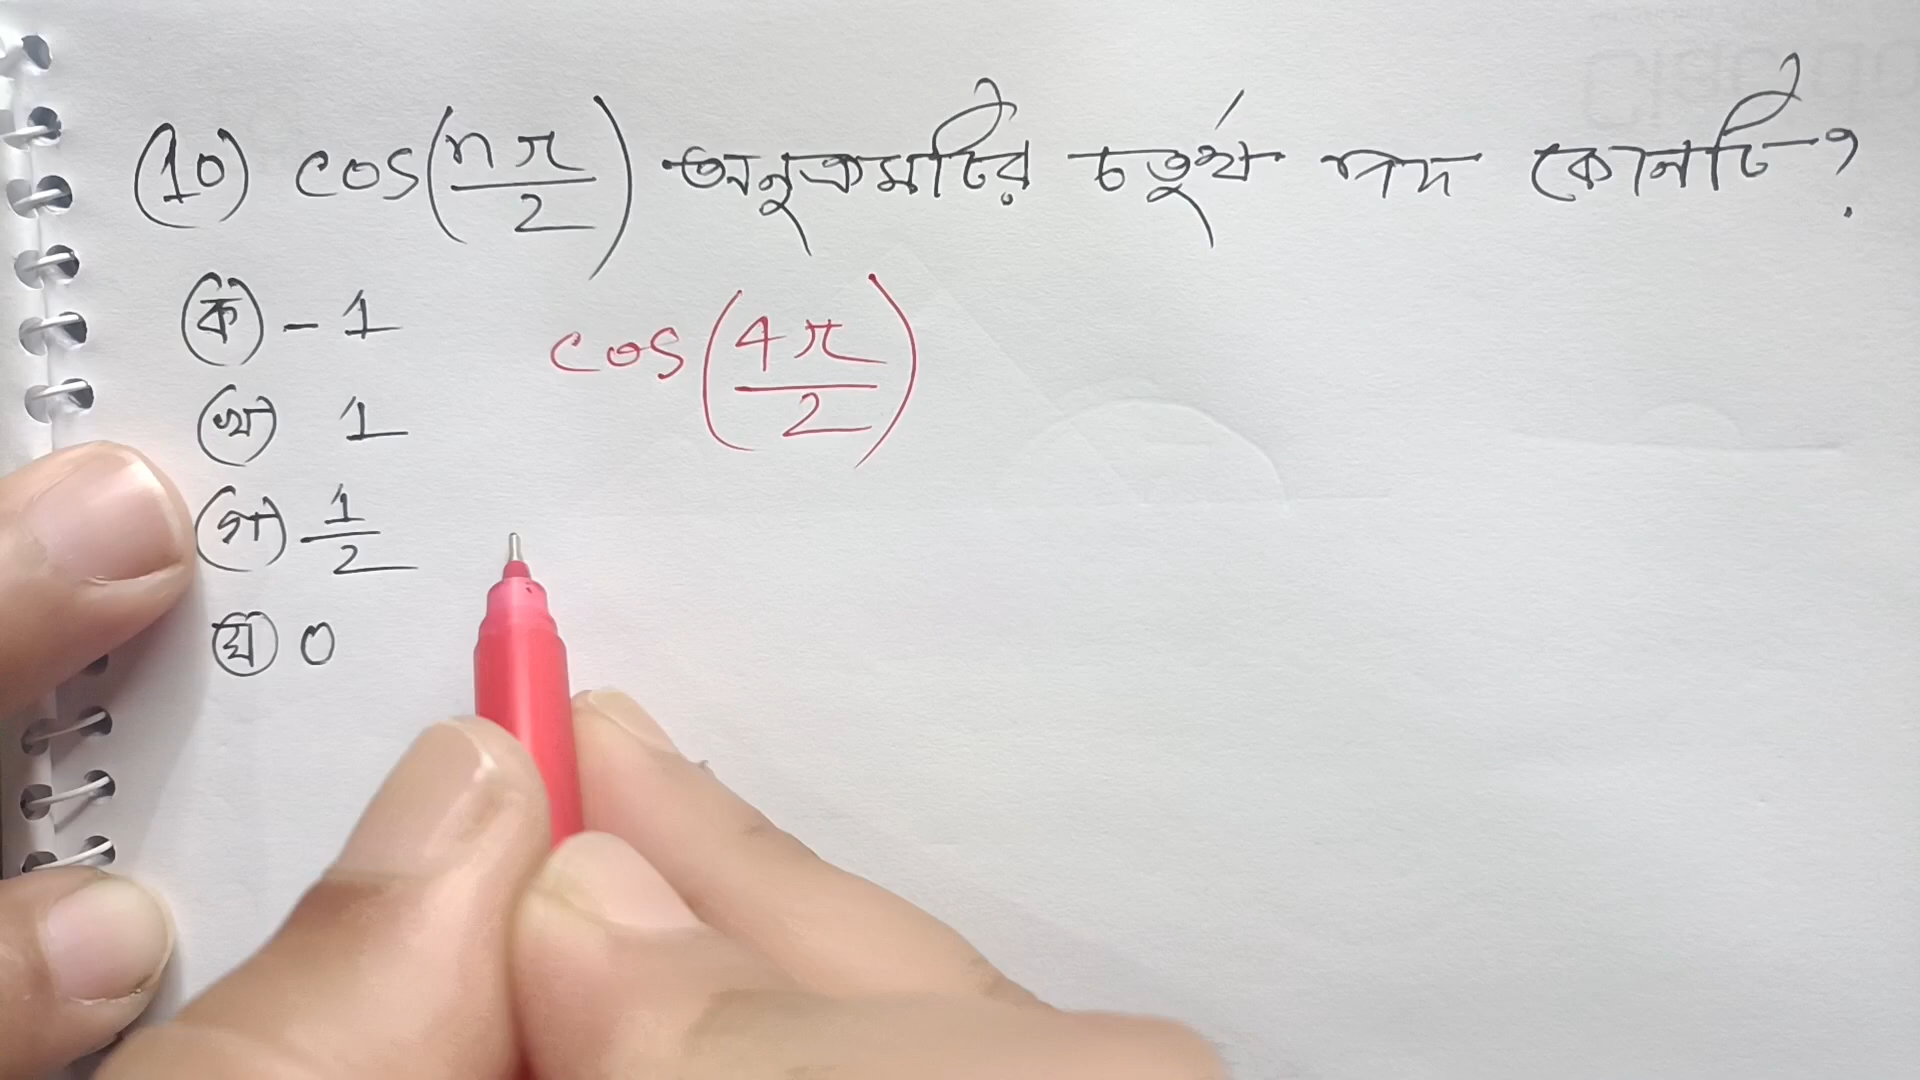 (10) cos(nπ/2) অনুক্রমটির চতুর্থ পদ কোনটি?
(ক) - 1
cos(4π/2)
(খ) 1
(গ) 1/2
(ঘ) 0